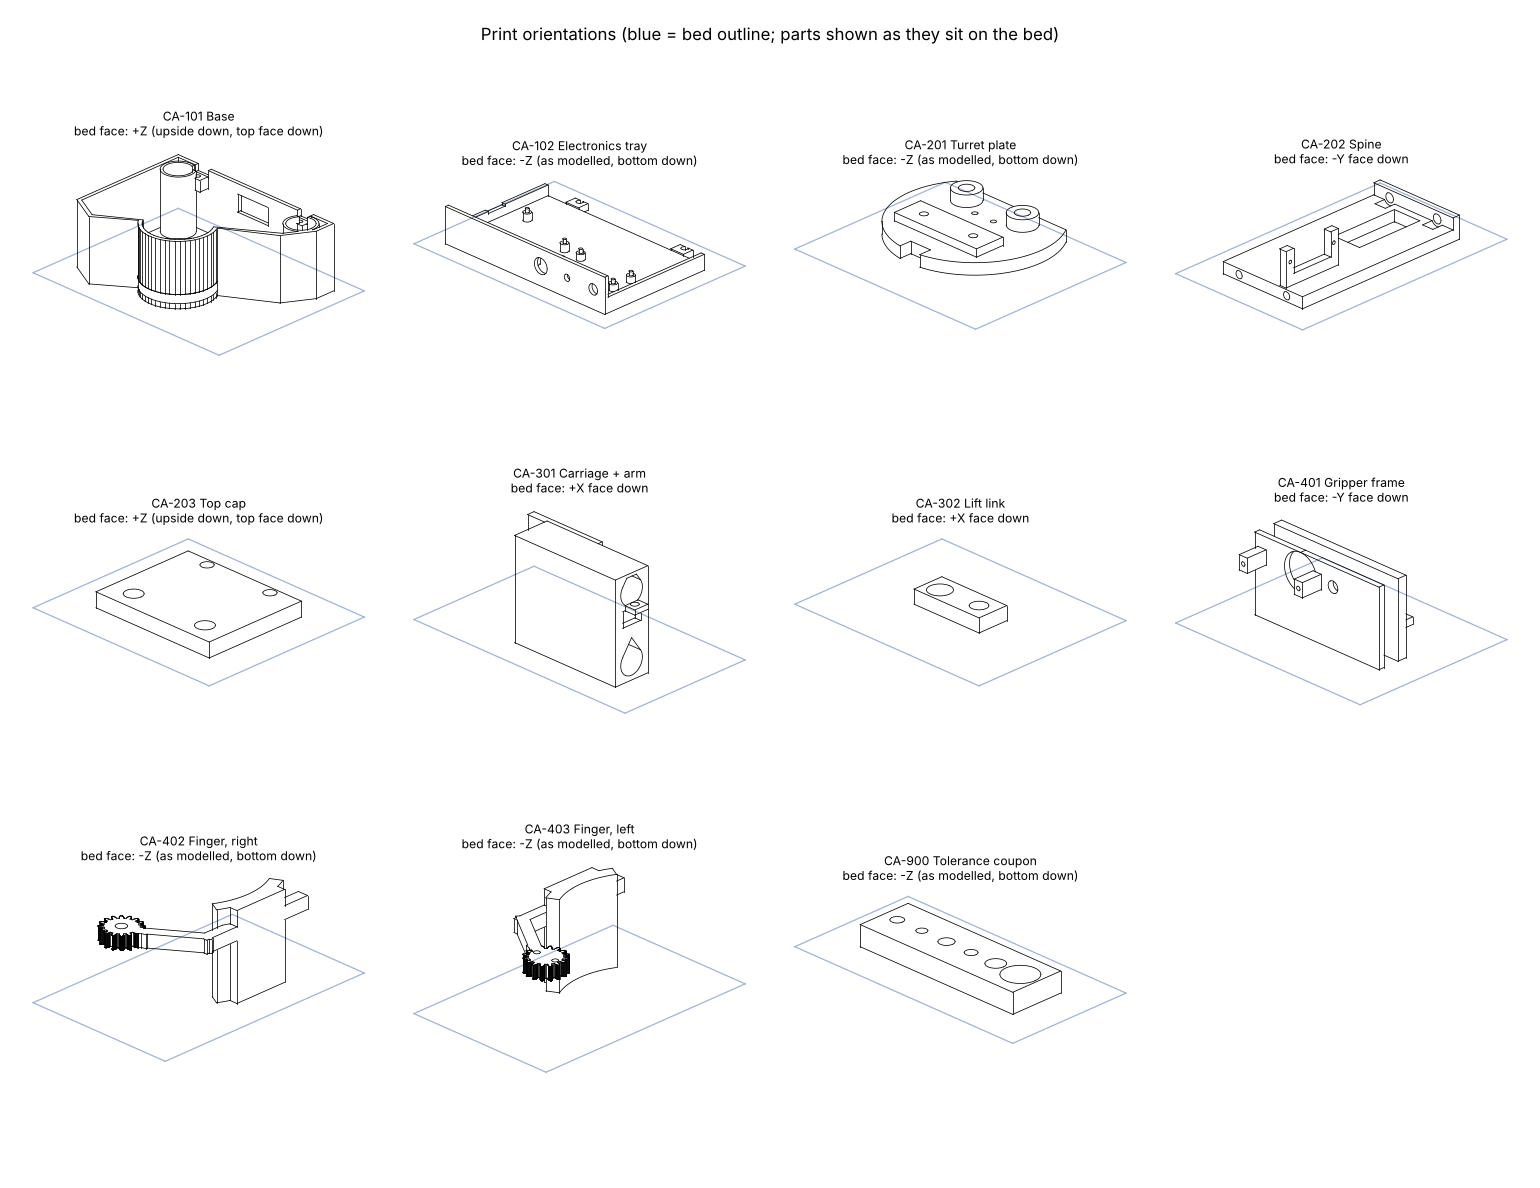 Print orientations (blue = bed outline; parts shown as they sit on the bed)
CA-101 Base
bed face: +Z (upside down, top face down)
CA-102 Electronics tray
bed face: -Z (as modelled, bottom down)
CA-201 Turret plate
bed face: -Z (as modelled, bottom down)
CA-202 Spine
bed face: -Y face down
CA-203 Top cap
bed face: +Z (upside down, top face down)
CA-301 Carriage + arm
bed face: +X face down
CA-302 Lift link
bed face: +X face down
CA-401 Gripper frame
bed face: -Y face down
CA-402 Finger, right
bed face: -Z (as modelled, bottom down)
CA-403 Finger, left
bed face: -Z (as modelled, bottom down)
CA-900 Tolerance coupon
bed face: -Z (as modelled, bottom down)